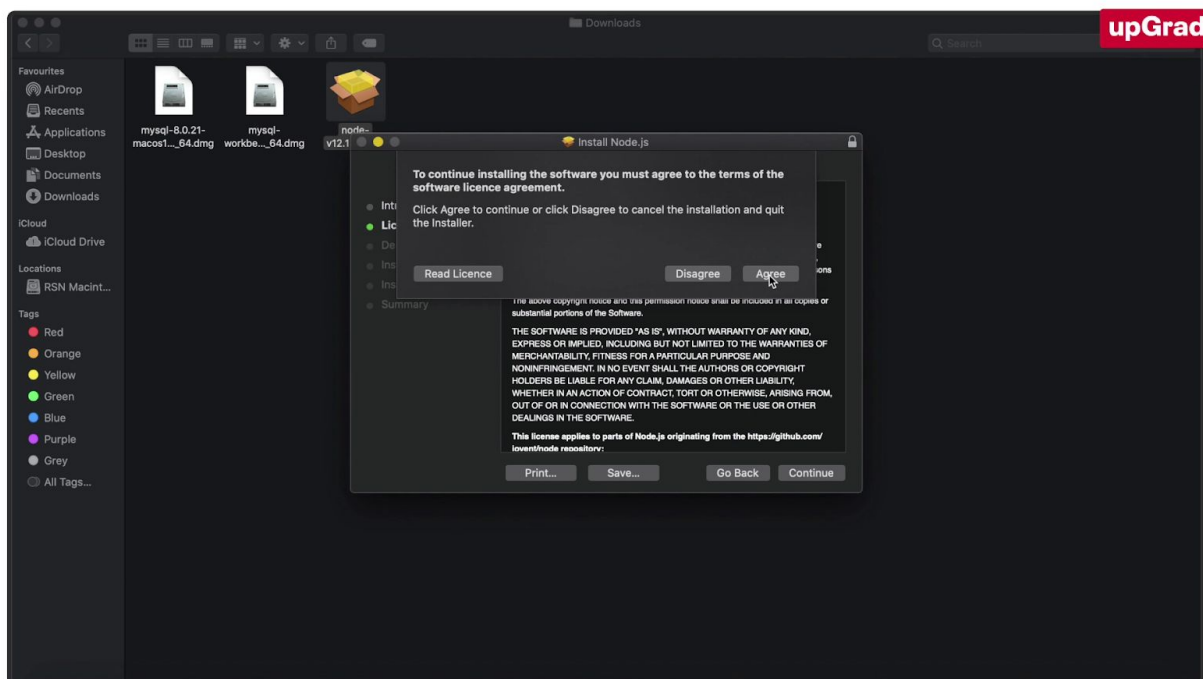 Downloads
upGrad
Search
Favourites
AirDrop
Recents
Applications
Desktop
Documents
Downloads
iCloud
iCloud Drive
Locations
RSN Macint...
Tags
Red
Orange
Yellow
Green
Blue
Purple
Grey
All Tags...
mysql-8.0.21-
macos1..._64.dmg
mysql-
workbe..._64.dmg
node-
v12.1
Install Node.js
To continue installing the software you must agree to the terms of the
software licence agreement.
Click Agree to continue or click Disagree to cancel the installation and quit
the Installer.
Read Licence
Disagree
Agree
Int
Lic
De
Ins
Ins
Summary
The above copyright notice and this permission notice shall be included in all copies or
substantial portions of the Software.
THE SOFTWARE IS PROVIDED "AS IS", WITHOUT WARRANTY OF ANY KIND,
EXPRESS OR IMPLIED, INCLUDING BUT NOT LIMITED TO THE WARRANTIES OF
MERCHANTABILITY, FITNESS FOR A PARTICULAR PURPOSE AND
NONINFRINGEMENT. IN NO EVENT SHALL THE AUTHORS OR COPYRIGHT
HOLDERS BE LIABLE FOR ANY CLAIM, DAMAGES OR OTHER LIABILITY,
WHETHER IN AN ACTION OF CONTRACT, TORT OR OTHERWISE, ARISING FROM,
OUT OF OR IN CONNECTION WITH THE SOFTWARE OR THE USE OR OTHER
DEALINGS IN THE SOFTWARE.
This license applies to parts of Node.js originating from the https://github.com/
joyent/node repository:
Print...
Save...
Go Back
Continue